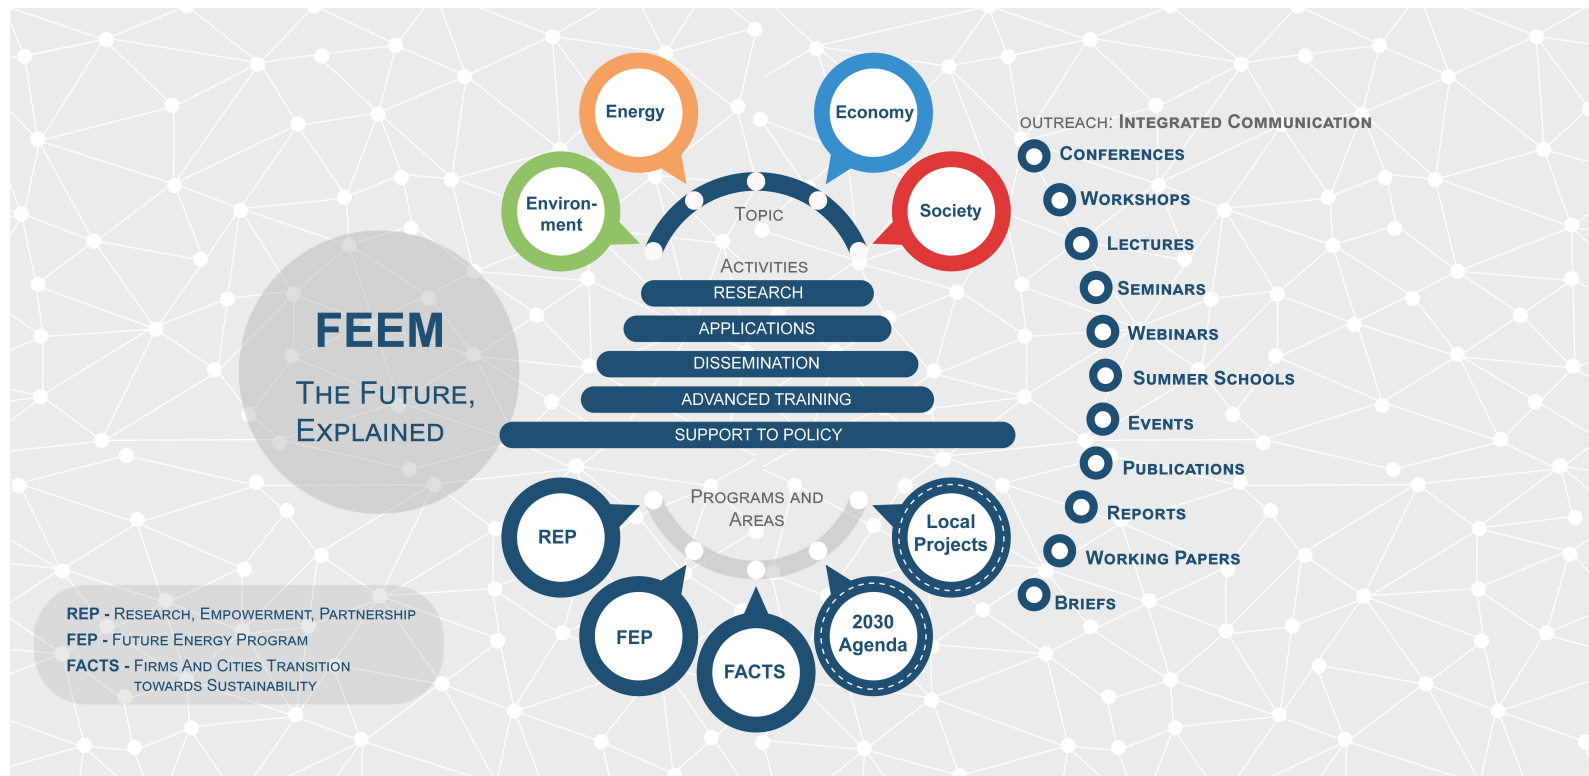 FEEM
The Future,
Explained
Energy
Economy
Environ-
ment
Society
Topic
Activities
RESEARCH
APPLICATIONS
DISSEMINATION
ADVANCED TRAINING
SUPPORT TO POLICY
Programs and
Areas
REP
FEP
FACTS
2030
Agenda
Local
Projects
outreach: Integrated Communication
Conferences
Workshops
Lectures
Seminars
Webinars
Summer Schools
Events
Publications
Reports
Working Papers
Briefs
REP - Research, Empowerment, Partnership
FEP - Future Energy Program
FACTS - Firms And Cities Transition
towards Sustainability